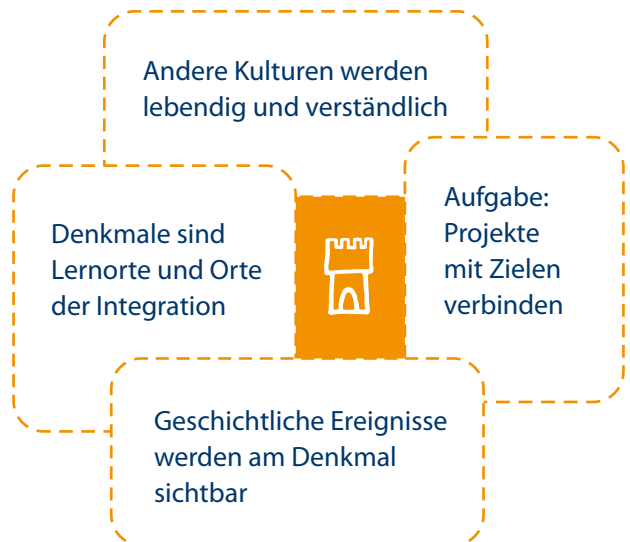 Andere Kulturen werden
lebendig und verständlich
Aufgabe:
Projekte
mit Zielen
verbinden
Denkmale sind
Lernorte und Orte
der Integration
Geschichtliche Ereignisse
werden am Denkmal
sichtbar